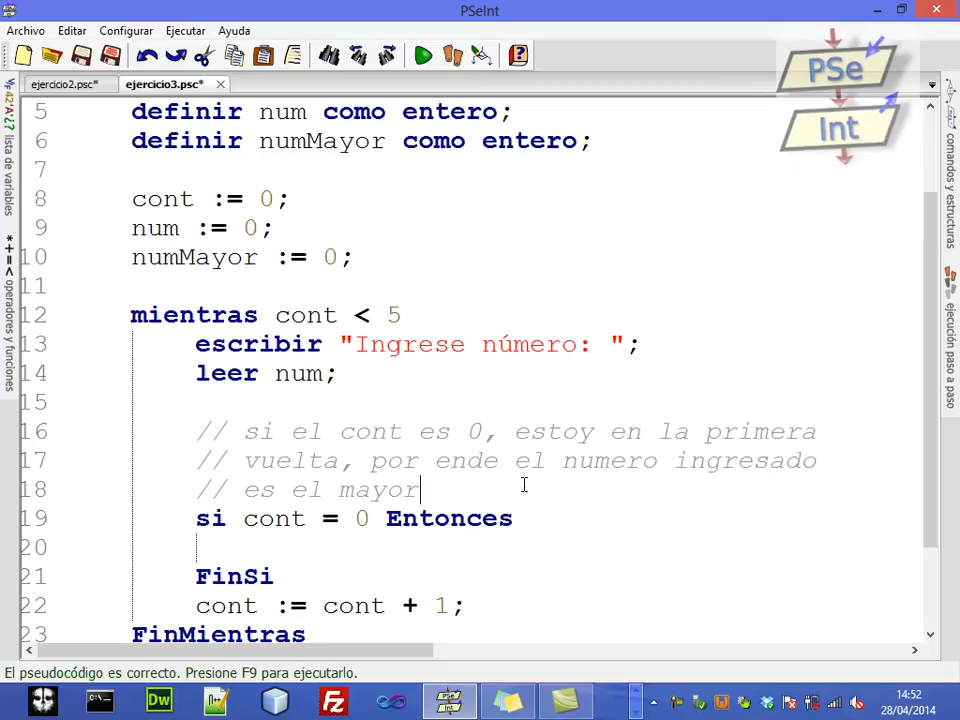 PSeInt
Archivo Editar Configurar Ejecutar Ayuda
PSe
Int
ejercicio2.psc* ejercicio3.psc*
lista de variables
operadores y funciones
comandos y estructuras
ejecución paso a paso
5 definir num como entero;
6 definir numMayor como entero;
7
8 cont := 0;
9 num := 0;
10 numMayor := 0;
11
12 mientras cont < 5
13 escribir "Ingrese número: ";
14 leer num;
15
16 // si el cont es 0, estoy en la primera
17 // vuelta, por ende el numero ingresado
18 // es el mayor
19 si cont = 0 Entonces
20
21 FinSi
22 cont := cont + 1;
23 FinMientras
El pseudocódigo es correcto. Presione F9 para ejecutarlo.
Dw
14:52
28/04/2014